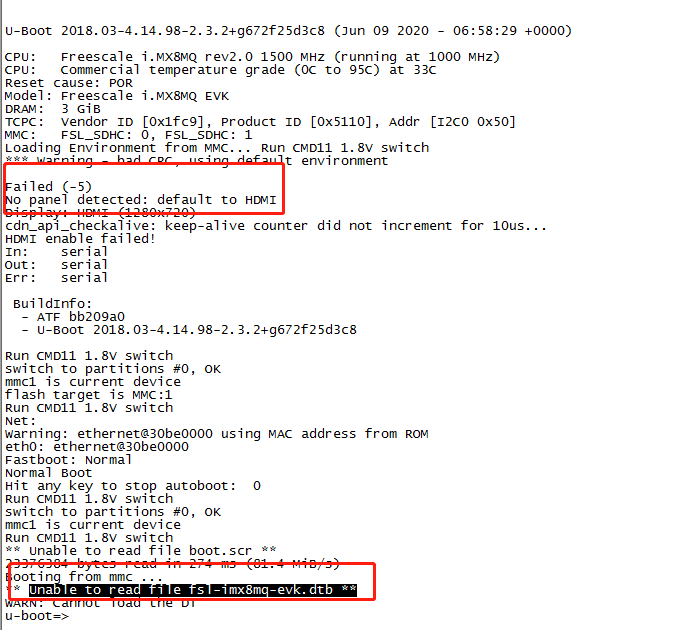 U-Boot 2018.03-4.14.98-2.3.2+g672f25d3c8 (Jun 09 2020 - 06:58:29 +0000)
CPU:   Freescale i.MX8MQ rev2.0 1500 MHz (running at 1000 MHz)
CPU:   Commercial temperature grade (0C to 95C) at 33C
Reset cause: POR
Model: Freescale i.MX8MQ EVK
DRAM:  3 GiB
TCPC:  Vendor ID [0x1fc9], Product ID [0x5110], Addr [I2C0 0x50]
MMC:   FSL_SDHC: 0, FSL_SDHC: 1
Loading Environment from MMC... Run CMD11 1.8V switch
*** Warning - bad CRC, using default environment
Failed (-5)
No panel detected: default to HDMI
Display: HDMI (1280x720)
cdn_api_checkalive: keep-alive counter did not increment for 10us...
HDMI enable failed!
In:    serial
Out:   serial
Err:   serial
BuildInfo:
- ATF bb209a0
- U-Boot 2018.03-4.14.98-2.3.2+g672f25d3c8
Run CMD11 1.8V switch
switch to partitions #0, OK
mmc1 is current device
flash target is MMC:1
Run CMD11 1.8V switch
Net:
Warning: ethernet@30be0000 using MAC address from ROM
eth0: ethernet@30be0000
Fastboot: Normal
Normal Boot
Hit any key to stop autoboot:  0
Run CMD11 1.8V switch
switch to partitions #0, OK
mmc1 is current device
Run CMD11 1.8V switch
** Unable to read file boot.scr **
23376384 bytes read in 274 ms (81.4 MiB/s)
Booting from mmc ...
** Unable to read file fsl-imx8mq-evk.dtb **
WARN: Cannot load the DT
u-boot=>